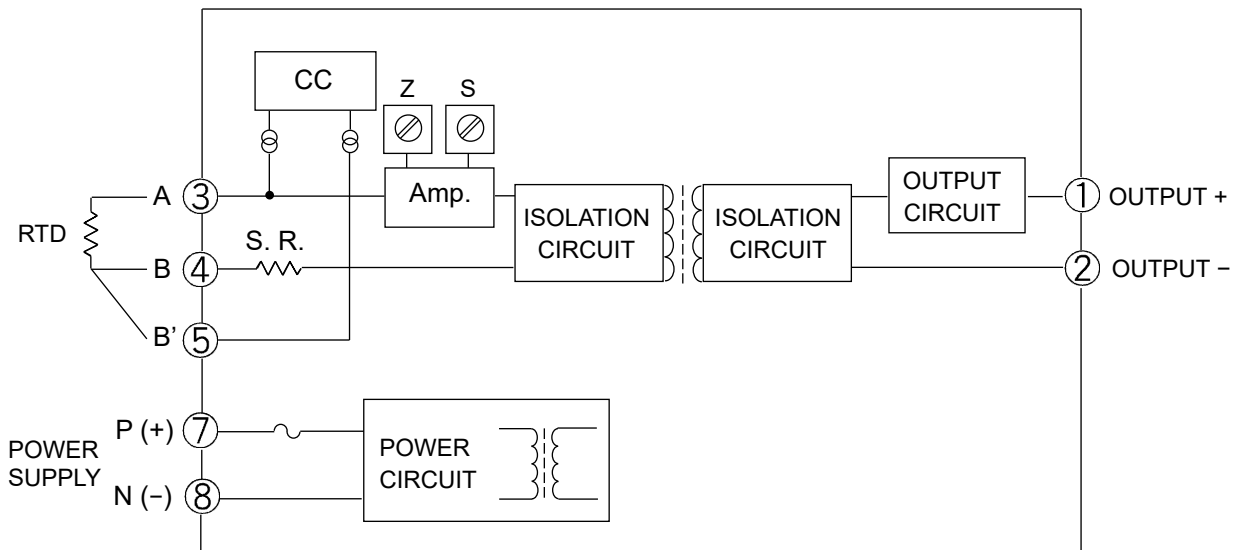 CC
Z
S
A
3
Amp.
RTD
S. R.
B
4
B’
5
ISOLATION
CIRCUIT
ISOLATION
CIRCUIT
OUTPUT
CIRCUIT
1
OUTPUT +
2
OUTPUT −
POWER
SUPPLY
P (+)
7
N (−)
8
POWER
CIRCUIT